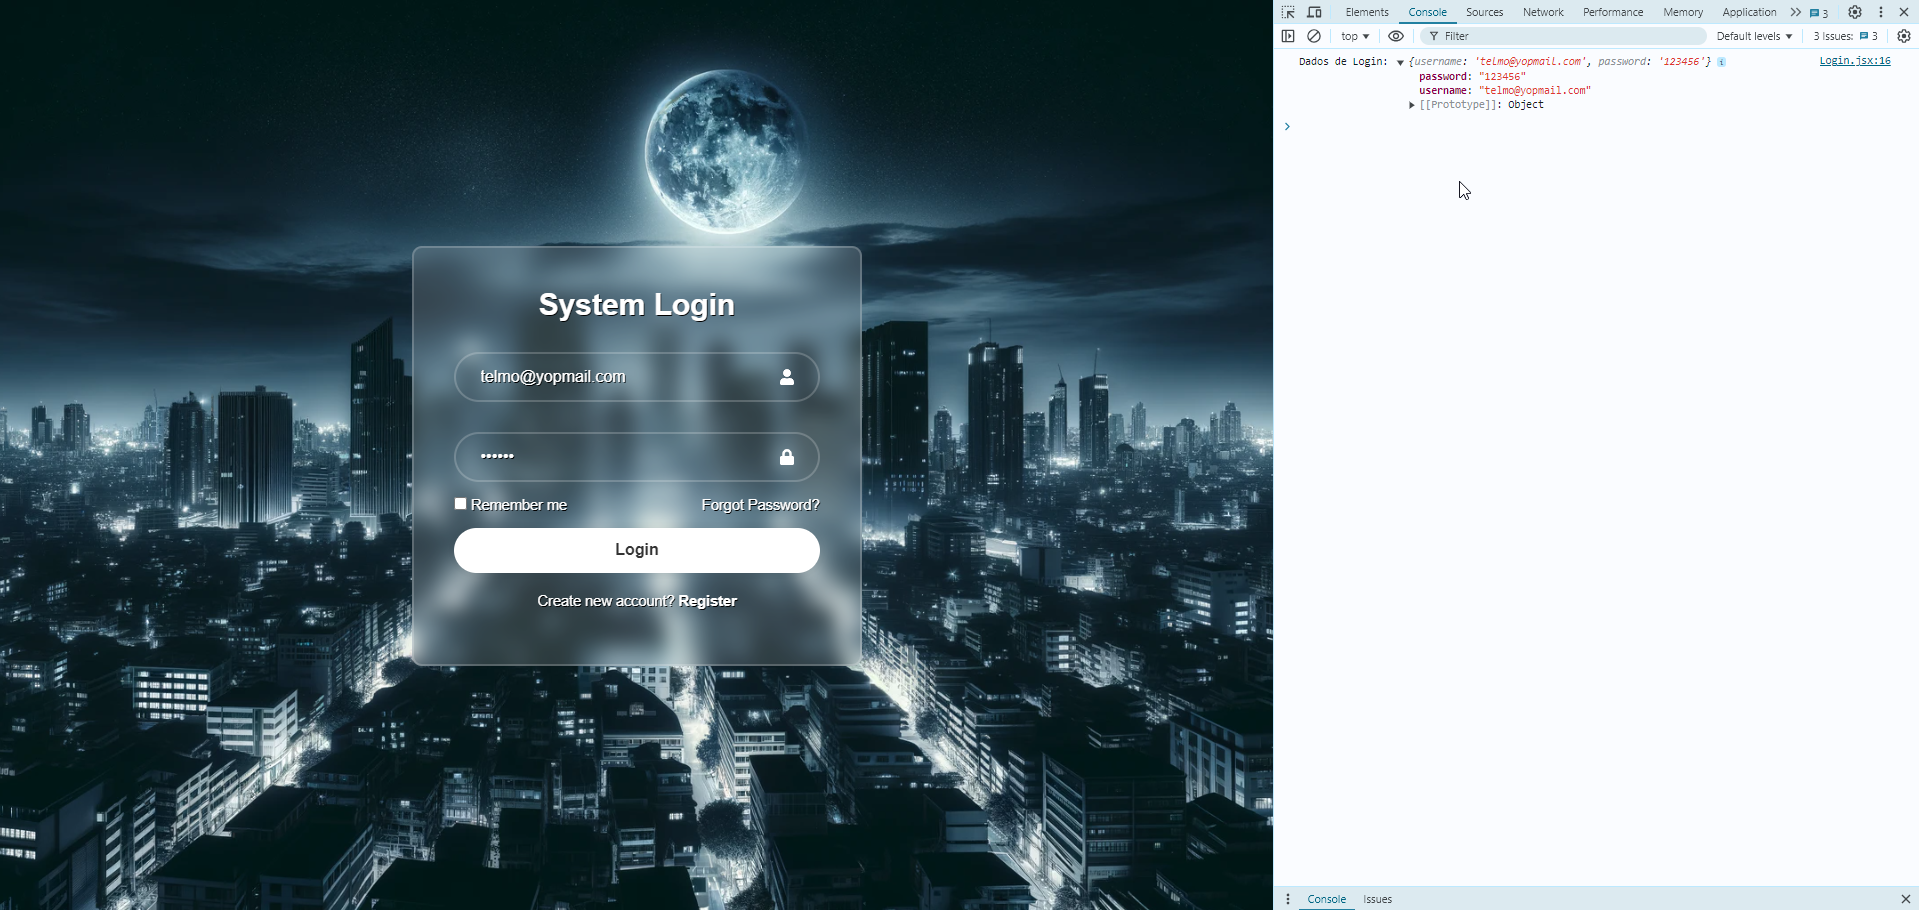 System Login
telmo@yopmail.com
••••••
Remember me Forgot Password?
Login
Create new account? Register
Elements Console Sources Network Performance Memory Application 3
top Filter Default levels 3 Issues: 3
Dados de Login: {username: 'telmo@yopmail.com', password: '123456'} Login.jsx:16
password: "123456"
username: "telmo@yopmail.com"
[[Prototype]]: Object
Console Issues